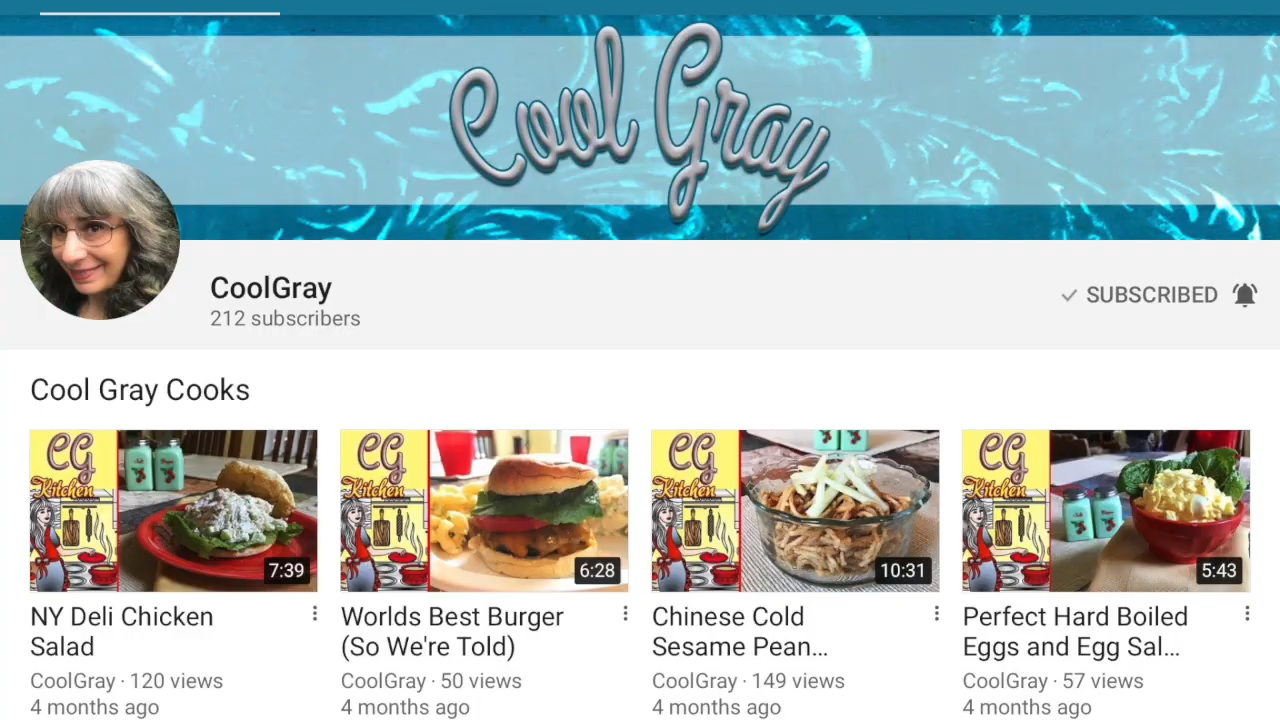 Cool Gray
CoolGray
212 subscribers
SUBSCRIBED
Cool Gray Cooks
CG
Kitchen
7:39
CG
Kitchen
6:28
CG
Kitchen
10:31
CG
Kitchen
5:43
NY Deli Chicken
Salad
CoolGray · 120 views
4 months ago
Worlds Best Burger
(So We're Told)
CoolGray · 50 views
4 months ago
Chinese Cold
Sesame Pean...
CoolGray · 149 views
4 months ago
Perfect Hard Boiled
Eggs and Egg Sal...
CoolGray · 57 views
4 months ago